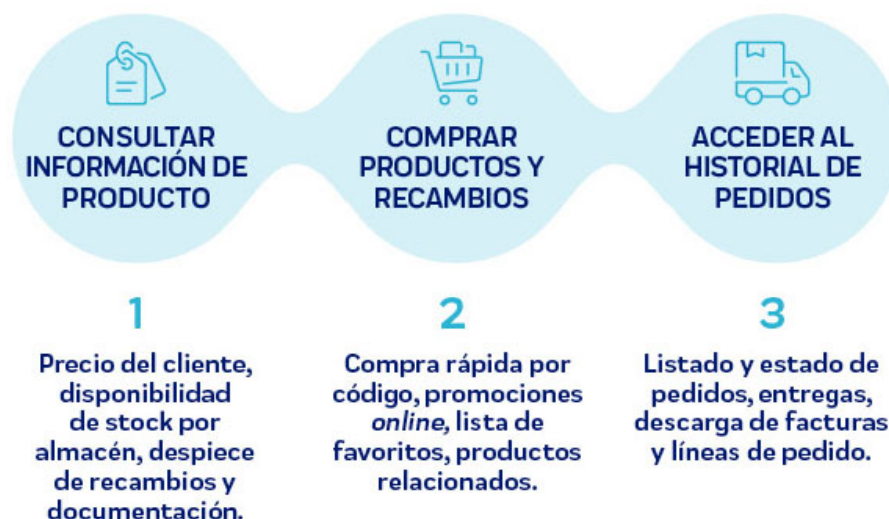 CONSULTAR
INFORMACIÓN DE
PRODUCTO
COMPRAR
PRODUCTOS Y
RECAMBIOS
ACCEDER AL
HISTORIAL DE
PEDIDOS
1
Precio del cliente,
disponibilidad
de stock por
almacén, despiece
de recambios y
documentación.
2
Compra rápida por
código, promociones
online, lista de
favoritos, productos
relacionados.
3
Listado y estado de
pedidos, entregas,
descarga de facturas
y líneas de pedido.